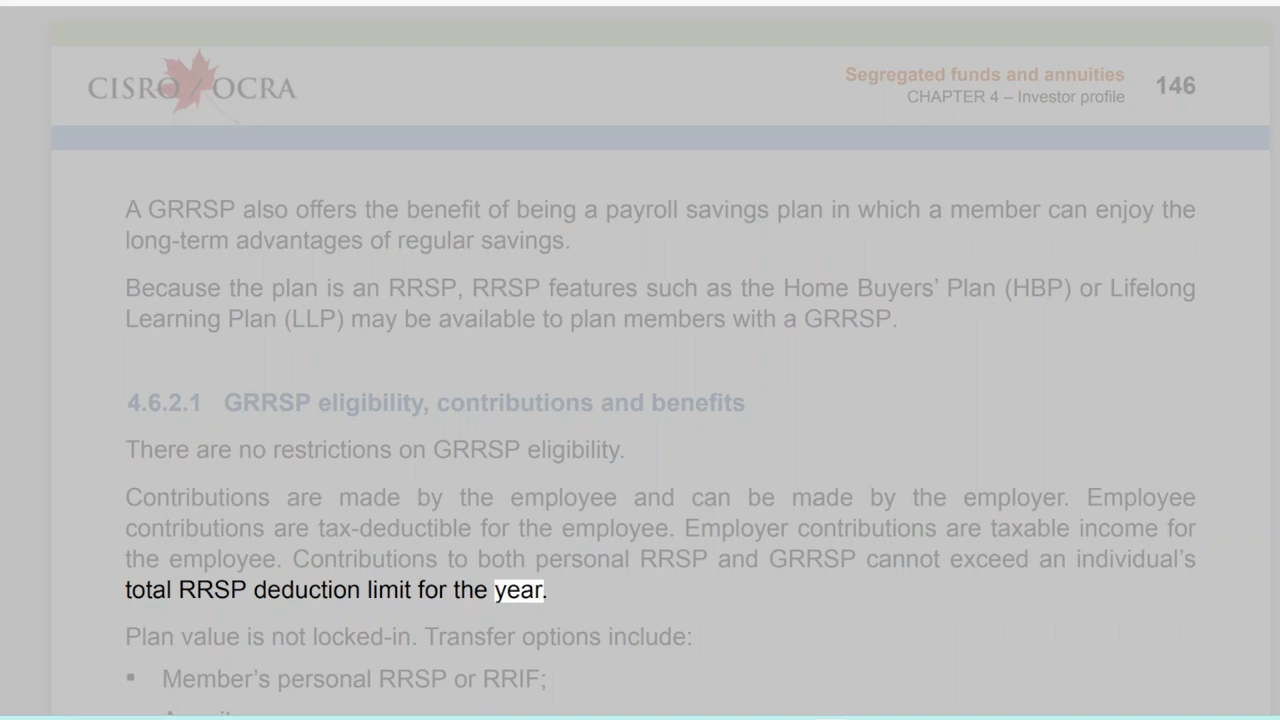 CISRO / OCRA
Segregated funds and annuities
CHAPTER 4 – Investor profile
146
A GRRSP also offers the benefit of being a payroll savings plan in which a member can enjoy the
long-term advantages of regular savings.
Because the plan is an RRSP, RRSP features such as the Home Buyers’ Plan (HBP) or Lifelong
Learning Plan (LLP) may be available to plan members with a GRRSP.
4.6.2.1 GRRSP eligibility, contributions and benefits
There are no restrictions on GRRSP eligibility.
Contributions are made by the employee and can be made by the employer. Employee
contributions are tax-deductible for the employee. Employer contributions are taxable income for
the employee. Contributions to both personal RRSP and GRRSP cannot exceed an individual’s
total RRSP deduction limit for the year.
Plan value is not locked-in. Transfer options include:
▪ Member’s personal RRSP or RRIF;